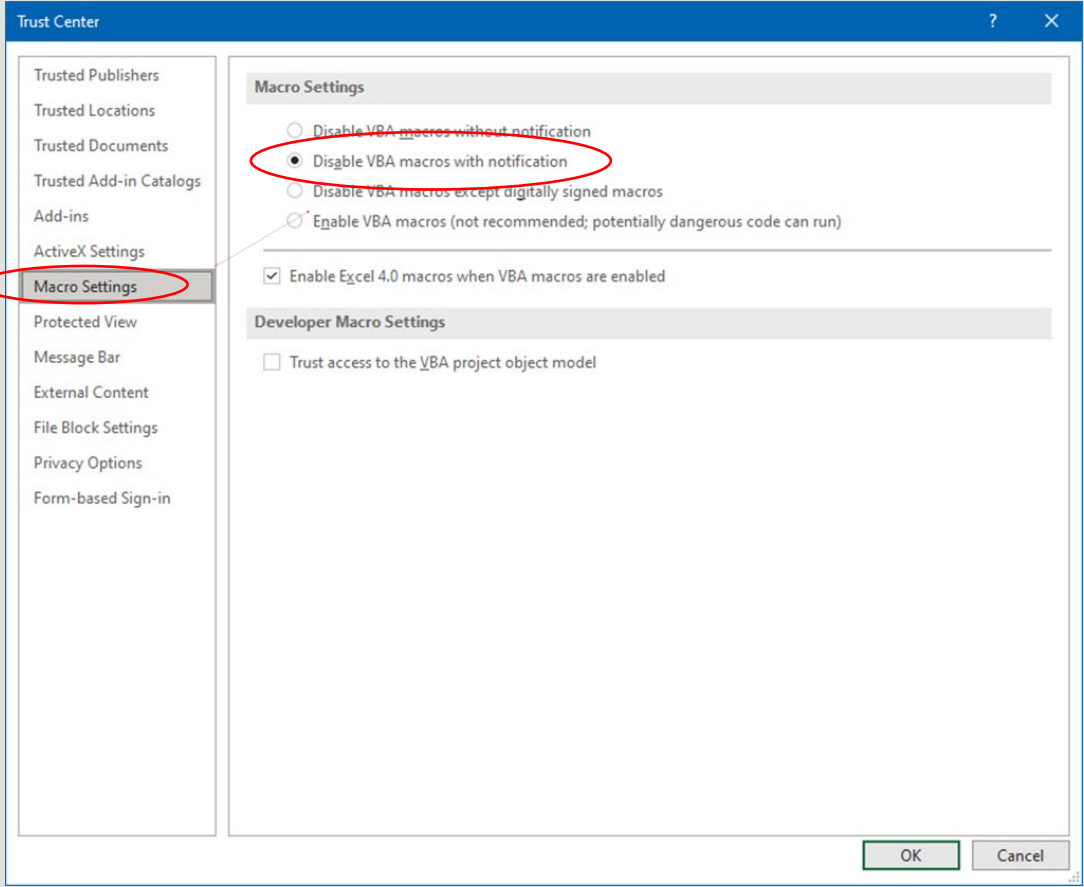 Trust Center
?
Trusted Publishers
Trusted Locations
Trusted Documents
Trusted Add-in Catalogs
Add-ins
ActiveX Settings
Macro Settings
Protected View
Message Bar
External Content
File Block Settings
Privacy Options
Form-based Sign-in
Macro Settings
Disable VBA macros without notification
Disable VBA macros with notification
Disable VBA macros except digitally signed macros
Enable VBA macros (not recommended; potentially dangerous code can run)
Enable Excel 4.0 macros when VBA macros are enabled
Developer Macro Settings
Trust access to the VBA project object model
OK
Cancel